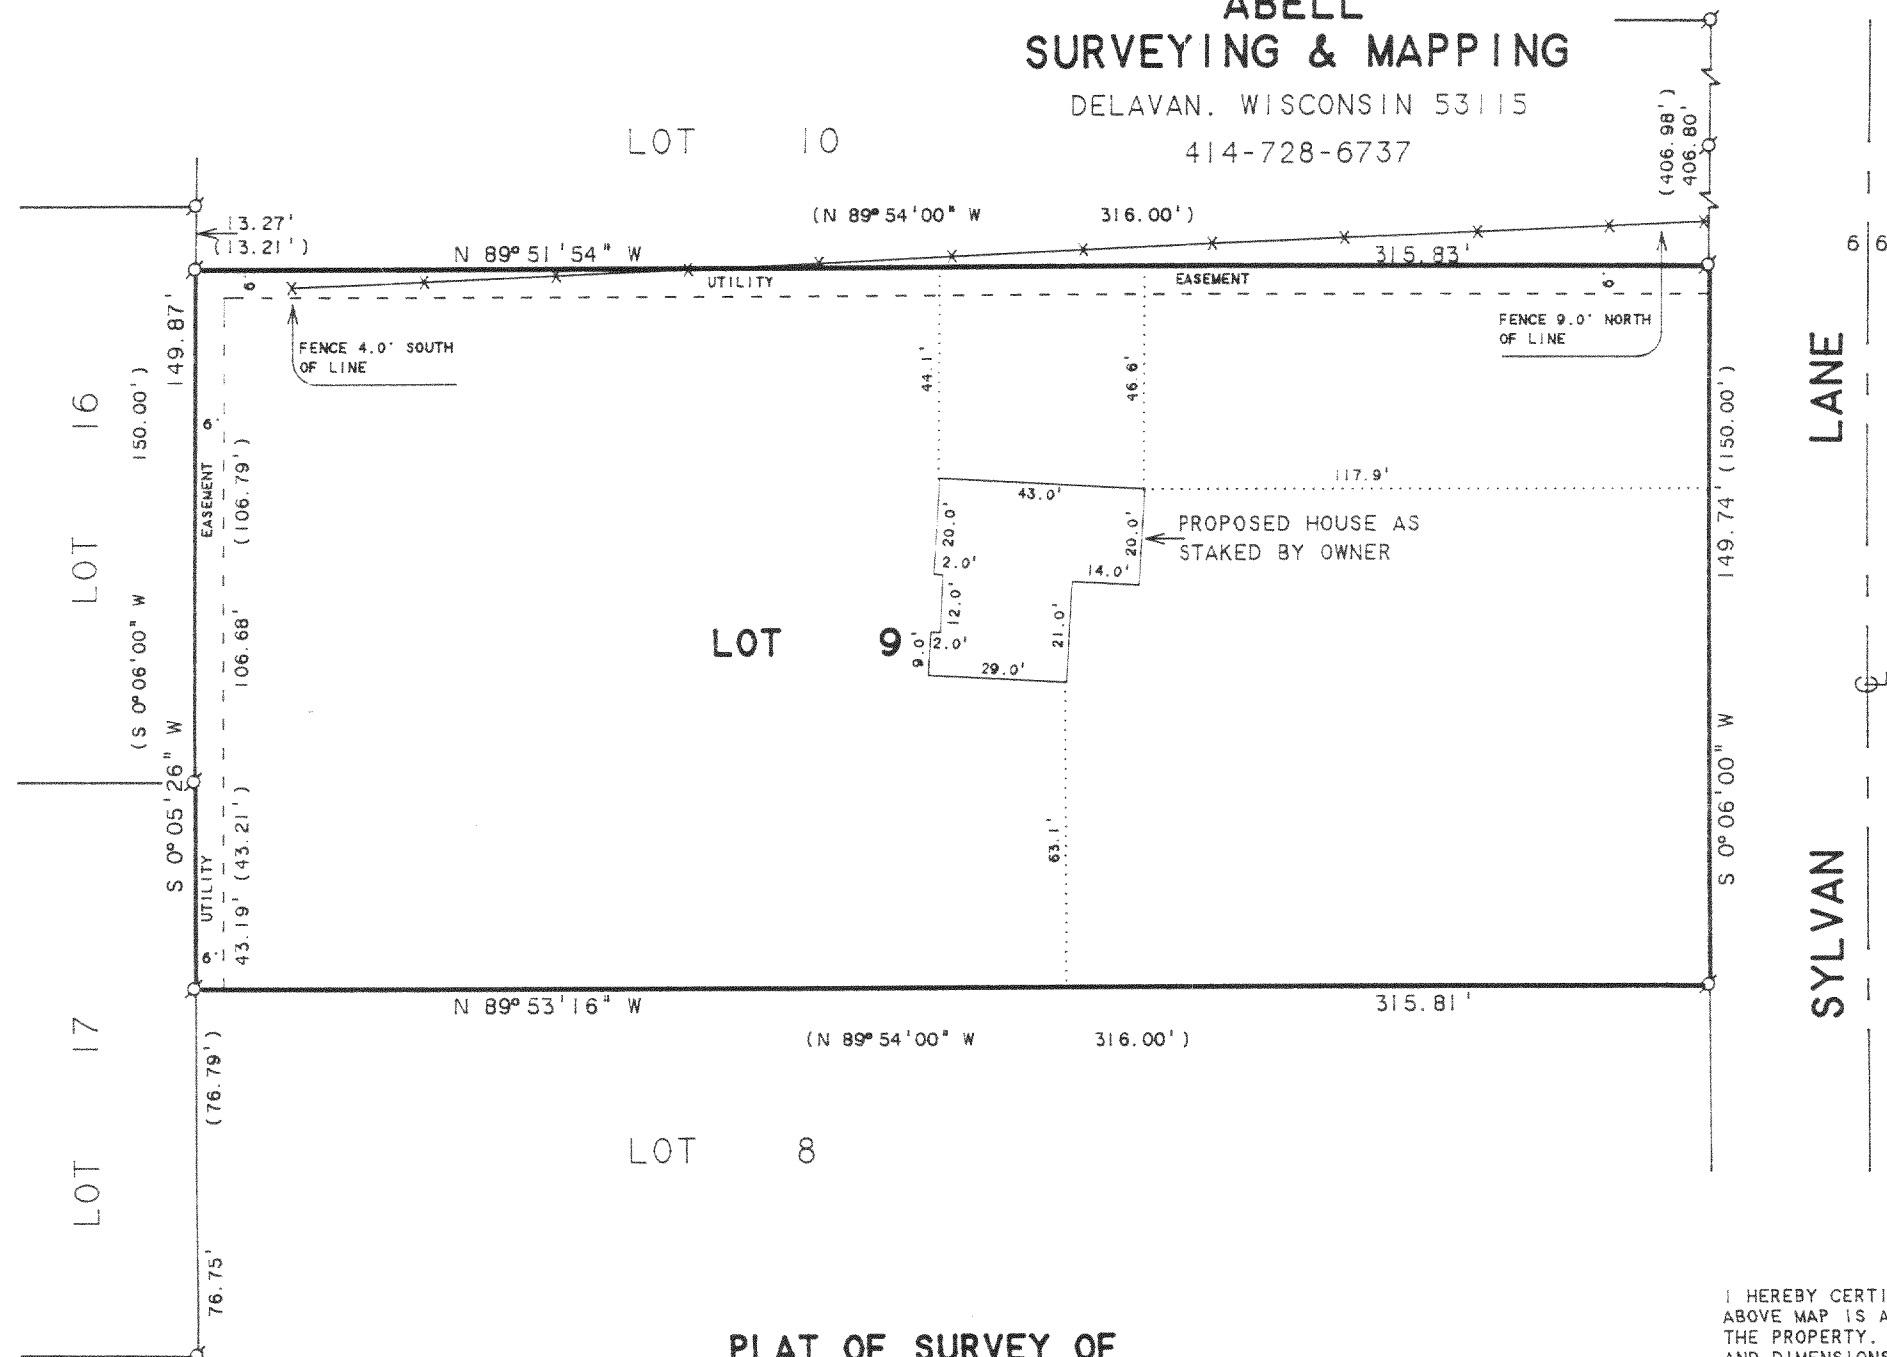 ABELL
SURVEYING & MAPPING
DELAVAN, WISCONSIN 53115
414-728-6737
LOT 10
(406.98')
406.80'
13.27'
(13.21')
(N 89°54'00" W 316.00')
N 89°51'54" W
315.83'
66
6'
UTILITY
EASEMENT
6'
FENCE 4.0' SOUTH
OF LINE
FENCE 9.0' NORTH
OF LINE
149.87'
(150.00')
LOT 16
6'
EASEMENT
(106.79')
106.68'
(S 0°06'00" W
S 0°05'26" W
44.1'
46.6'
117.9'
43.0'
20.0'
20.0'
PROPOSED HOUSE AS
STAKED BY OWNER
2.0'
14.0'
12.0'
21.0'
LOT 9
9.0'
2.0'
29.0'
63.1'
149.74' (150.00')
S 0°06'00" W
SYLVAN LANE
CL
UTILITY
43.19' (43.21')
6'
N 89°53'16" W
315.81'
(N 89°54'00" W 316.00')
LOT 17
(76.79')
76.75'
LOT 8
PLAT OF SURVEY OF
I HEREBY CERTI
ABOVE MAP IS A
THE PROPERTY.
AND DIMENSIONS